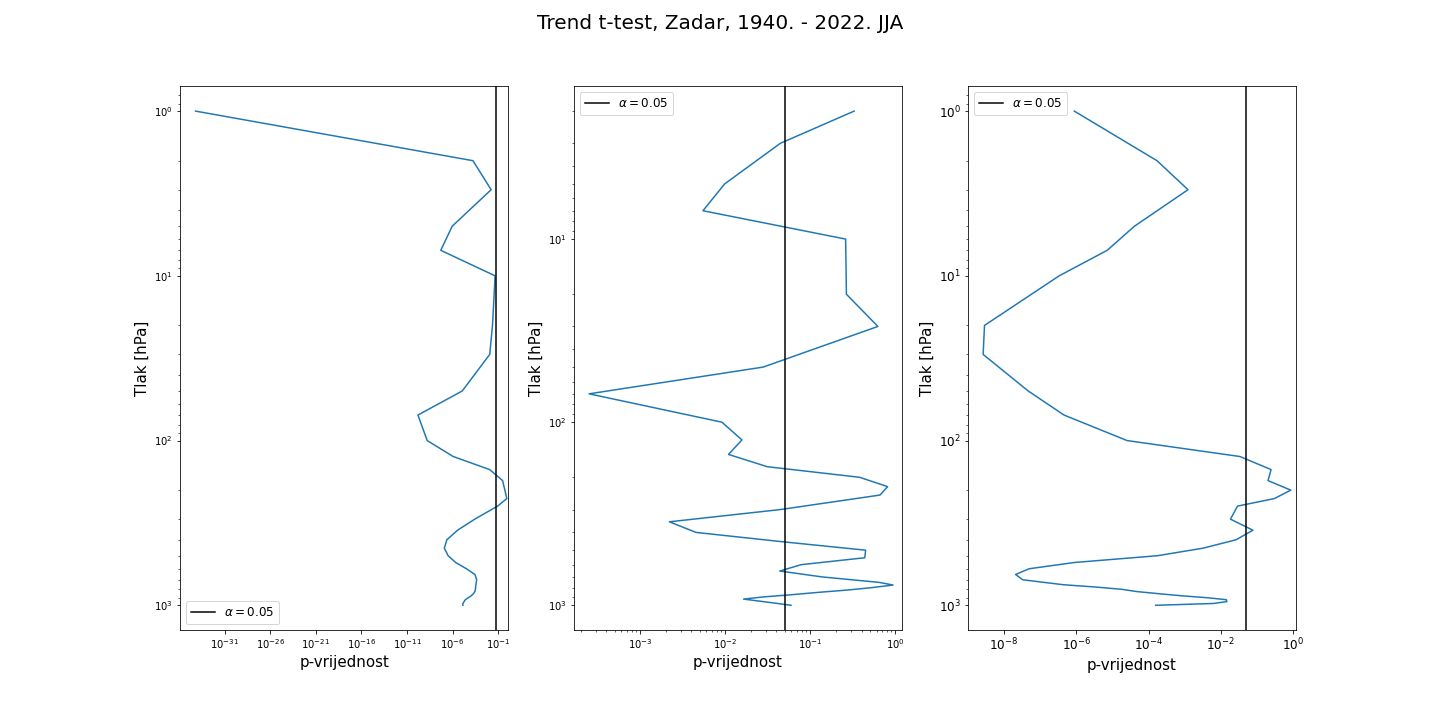 Trend t-test, Zadar, 1940. - 2022. JJA
10⁰
10¹
10²
10³
Tlak [hPa]
α = 0.05
10⁻³¹ 10⁻²⁶ 10⁻²¹ 10⁻¹⁶ 10⁻¹¹ 10⁻⁶ 10⁻¹
p-vrijednost
α = 0.05
10¹
10²
10³
Tlak [hPa]
10⁻³ 10⁻² 10⁻¹ 10⁰
p-vrijednost
α = 0.05
10⁰
10¹
10²
10³
Tlak [hPa]
10⁻⁸ 10⁻⁶ 10⁻⁴ 10⁻² 10⁰
p-vrijednost